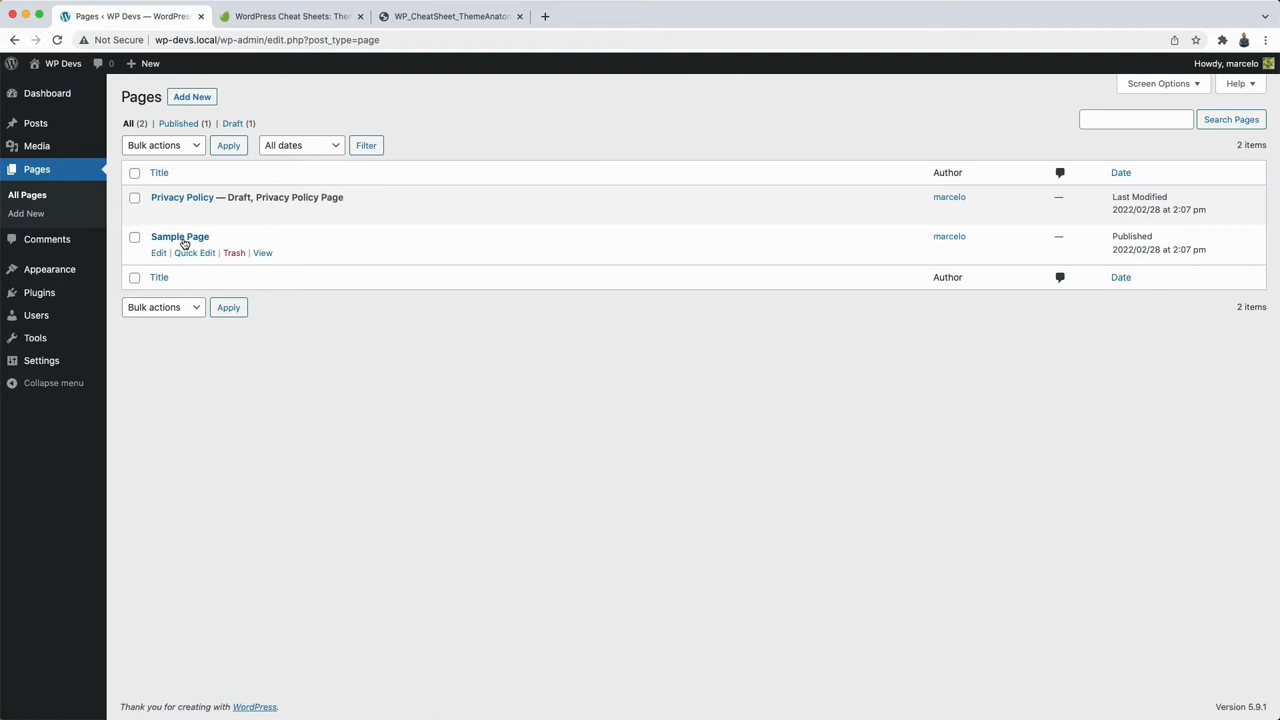 Pages ‹ WP Devs — WordPress
WordPress Cheat Sheets: The
WP_CheatSheet_ThemeAnaton
Not Secure wp-devs.local/wp-admin/edit.php?post_type=page
WP Devs 0 New Howdy, marcelo
Dashboard
Posts
Media
Pages
All Pages
Add New
Comments
Appearance
Plugins
Users
Tools
Settings
Collapse menu
Screen Options Help
Pages Add New
All (2) | Published (1) | Draft (1)
Search Pages
Bulk actions Apply All dates Filter 2 items
Title Author Date
Privacy Policy — Draft, Privacy Policy Page marcelo — Last Modified
2022/02/28 at 2:07 pm
Sample Page marcelo — Published
Edit | Quick Edit | Trash | View 2022/02/28 at 2:07 pm
Title Author Date
Bulk actions Apply 2 items
Thank you for creating with WordPress. Version 5.9.1